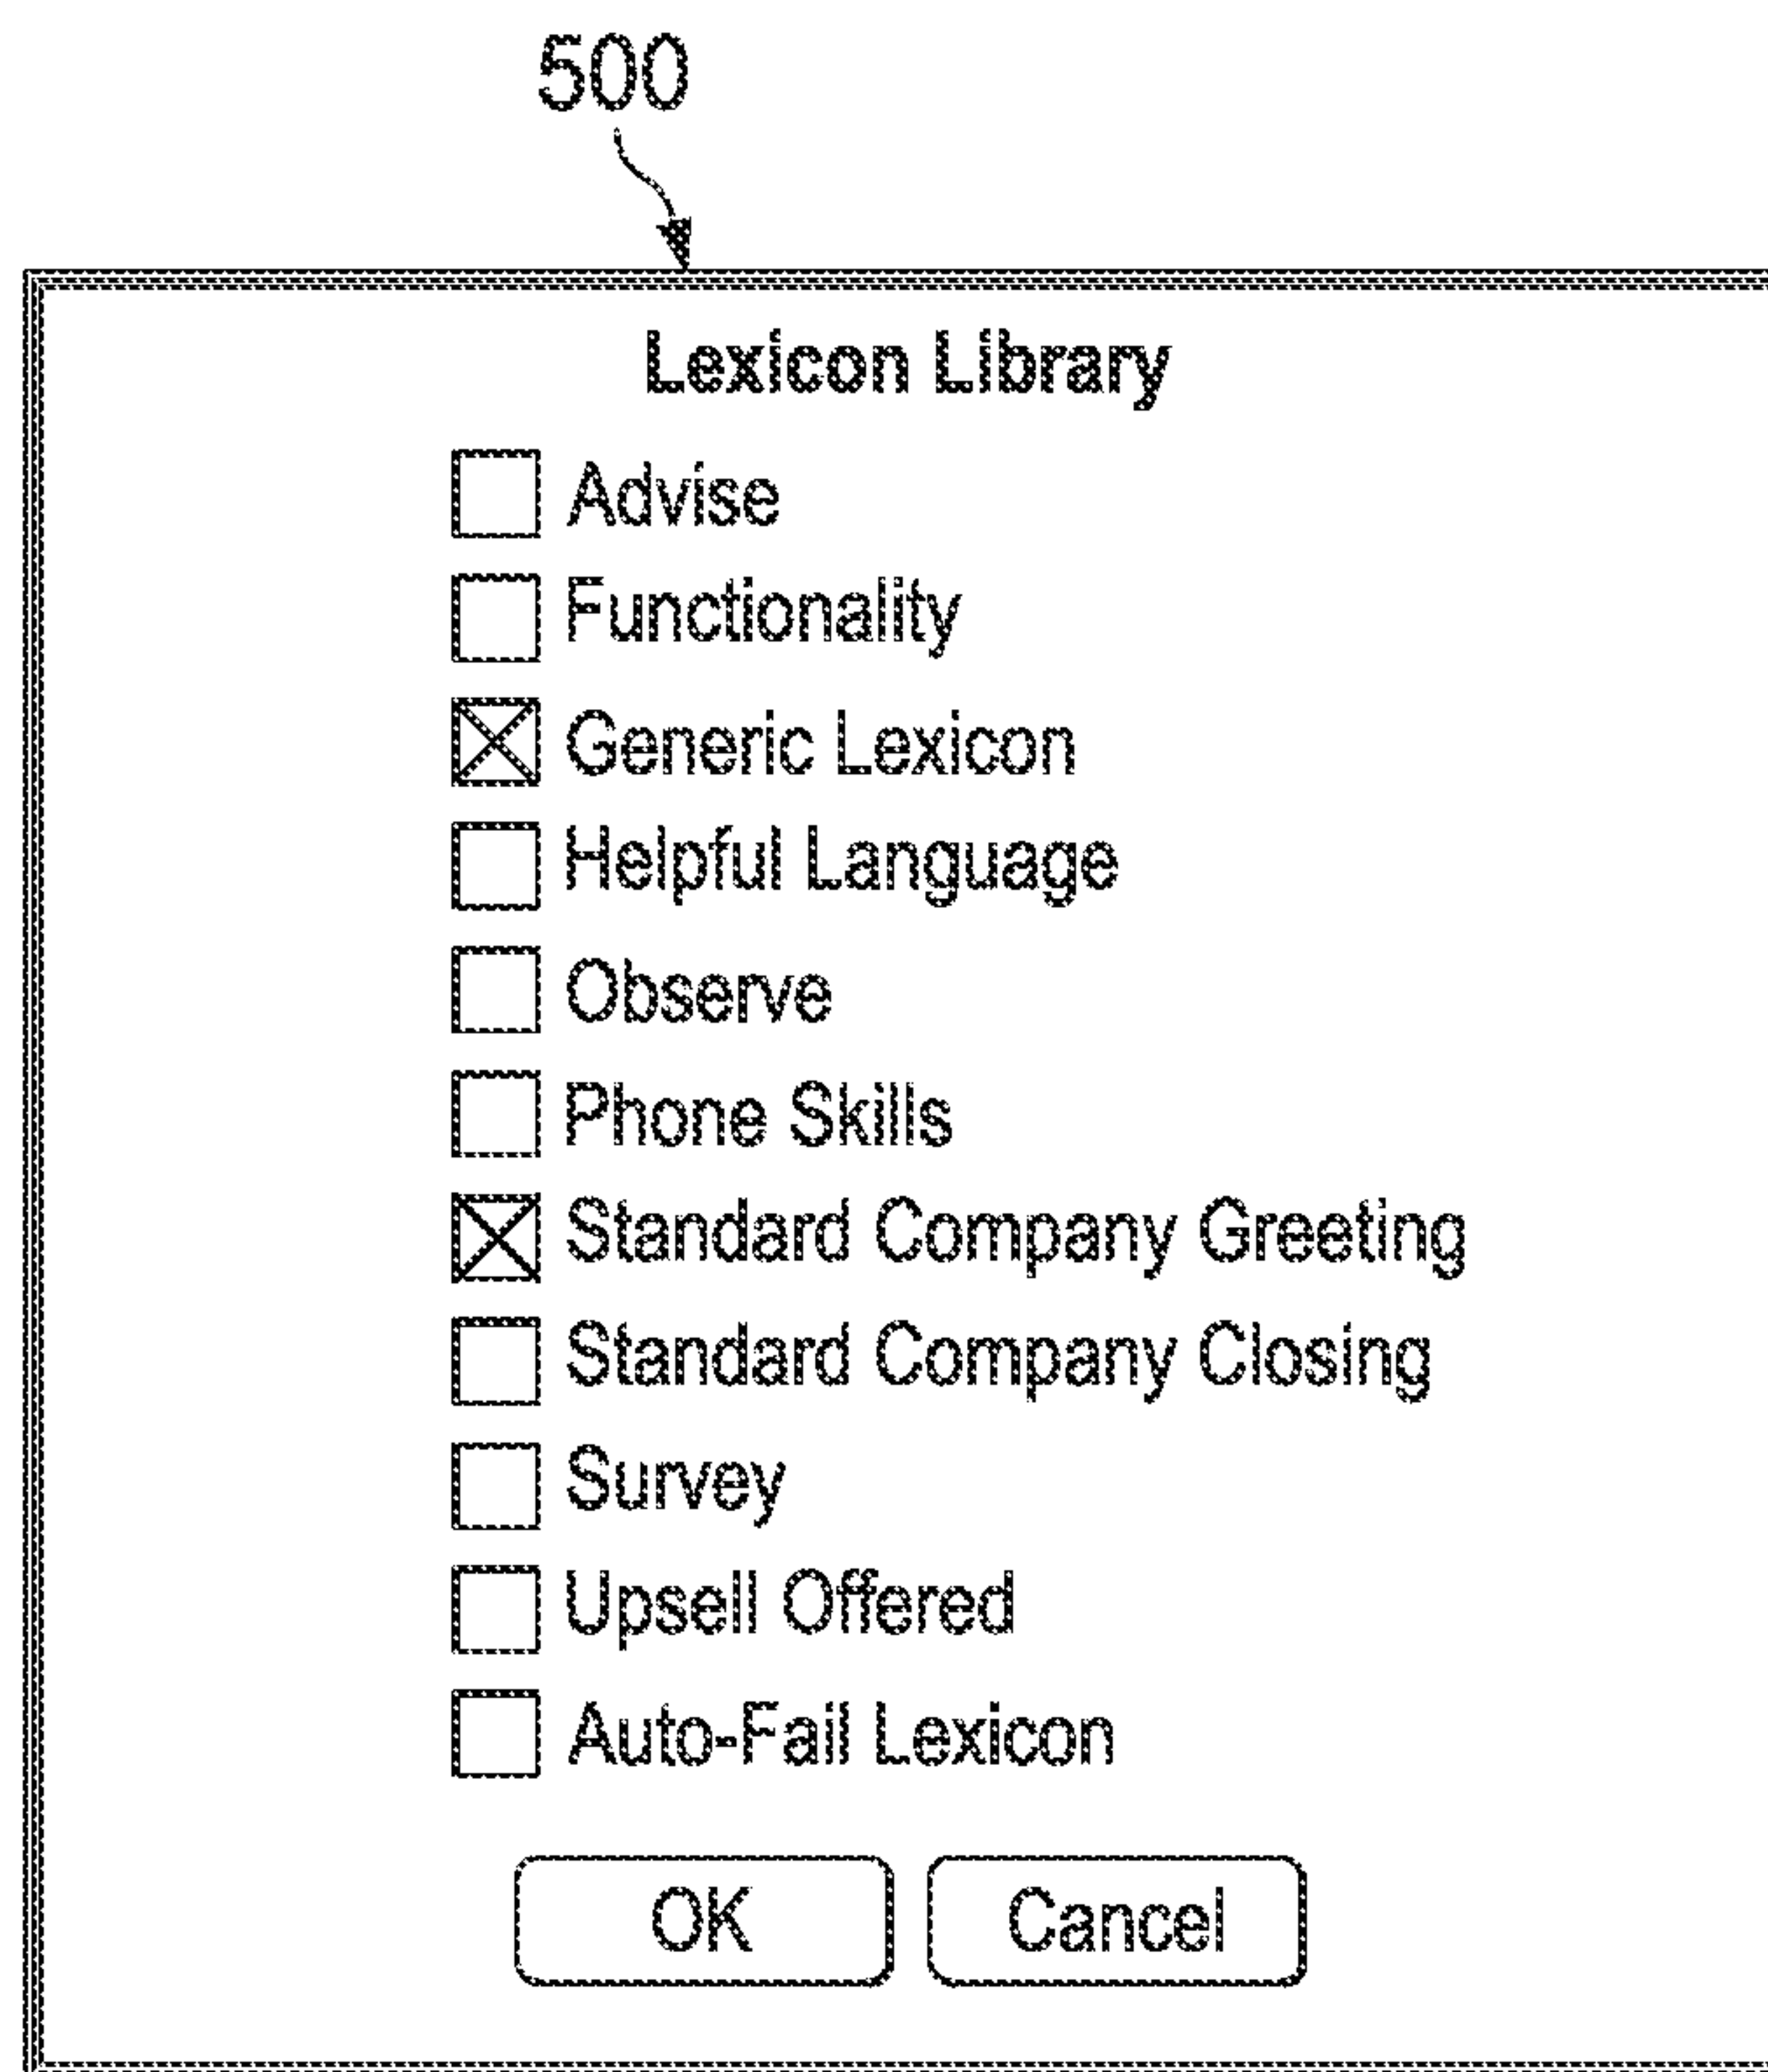 500
Lexicon Library
Advise
Functionality
Generic Lexicon
Helpful Language
Observe
Phone Skills
Standard Company Greeting
Standard Company Closing
Survey
Upsell Offered
Auto-Fail Lexicon
OK Cancel